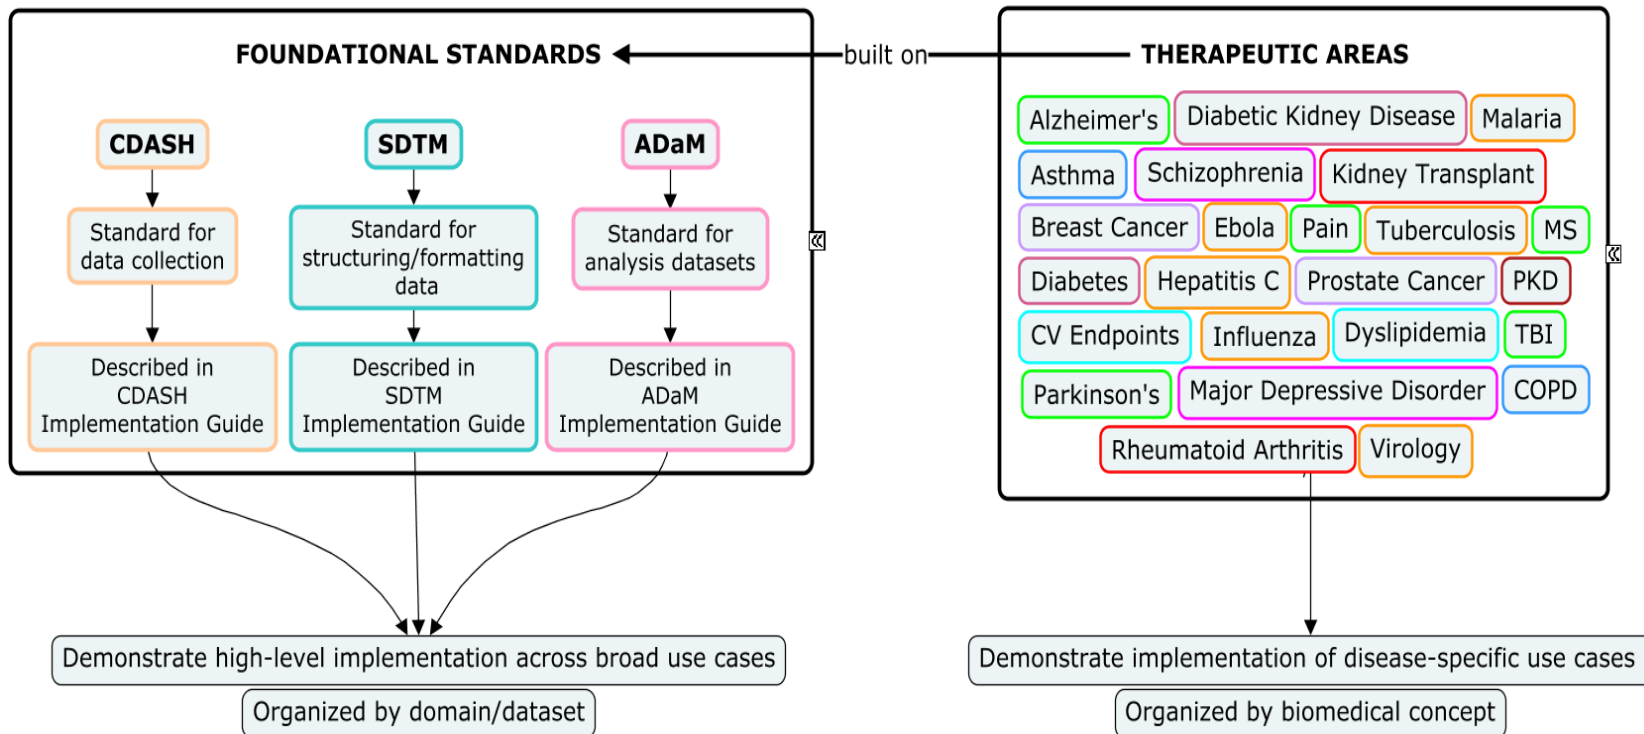 FOUNDATIONAL STANDARDS
built on
THERAPEUTIC AREAS
CDASH
SDTM
ADaM
Standard for
data collection
Standard for
structuring/formatting
data
Standard for
analysis datasets
Described in
CDASH
Implementation Guide
Described in
SDTM
Implementation Guide
Described in
ADaM
Implementation Guide
Alzheimer's
Diabetic Kidney Disease
Malaria
Asthma
Schizophrenia
Kidney Transplant
Breast Cancer
Ebola
Pain
Tuberculosis
MS
Diabetes
Hepatitis C
Prostate Cancer
PKD
CV Endpoints
Influenza
Dyslipidemia
TBI
Parkinson's
Major Depressive Disorder
COPD
Rheumatoid Arthritis
Virology
Demonstrate high-level implementation across broad use cases
Organized by domain/dataset
Demonstrate implementation of disease-specific use cases
Organized by biomedical concept